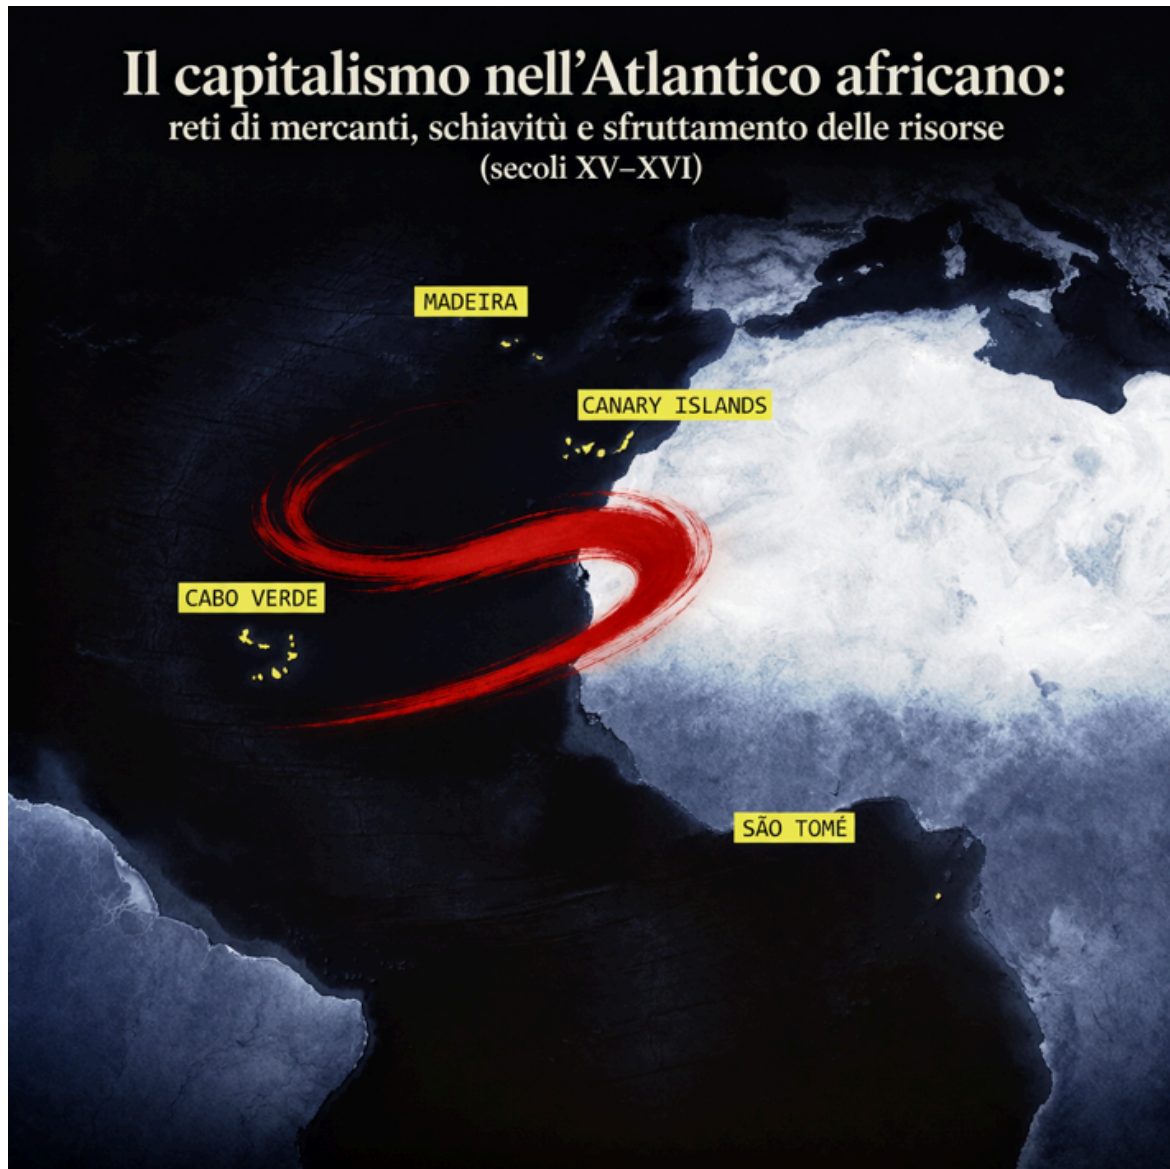 Il capitalismo nell’Atlantico africano:
reti di mercanti, schiavitù e sfruttamento delle risorse
(secoli XV–XVI)
MADEIRA
CANARY ISLANDS
CABO VERDE
SÃO TOMÉ